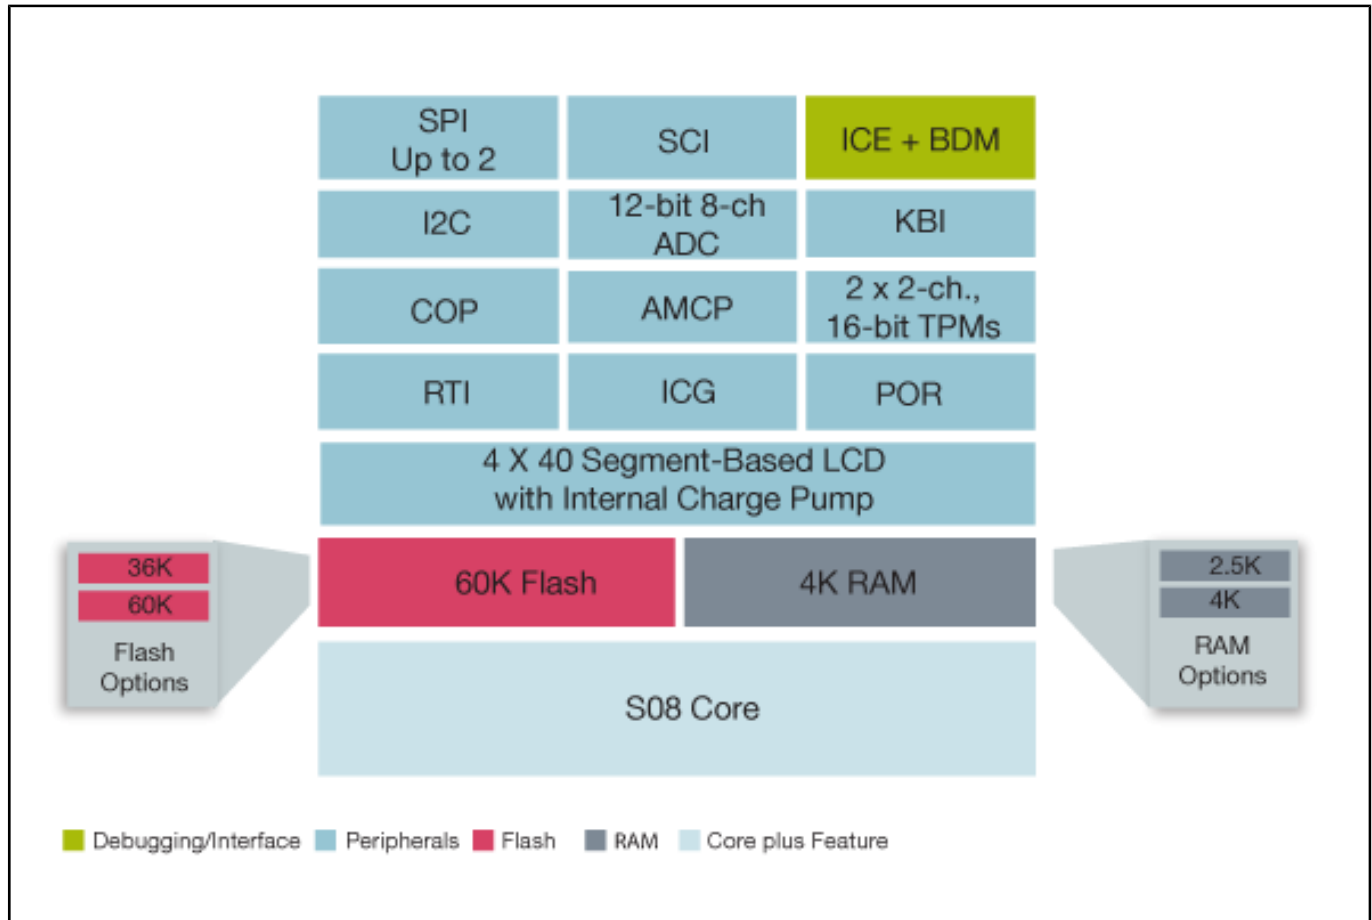 SPI
Up to 2
SCI
ICE + BDM
I2C
12-bit 8-ch
ADC
KBI
COP
AMCP
2 x 2-ch.,
16-bit TPMs
RTI
ICG
POR
4 X 40 Segment-Based LCD
with Internal Charge Pump
36K
60K
Flash
Options
60K Flash
4K RAM
2.5K
4K
RAM
Options
S08 Core
Debugging/Interface
Peripherals
Flash
RAM
Core plus Feature